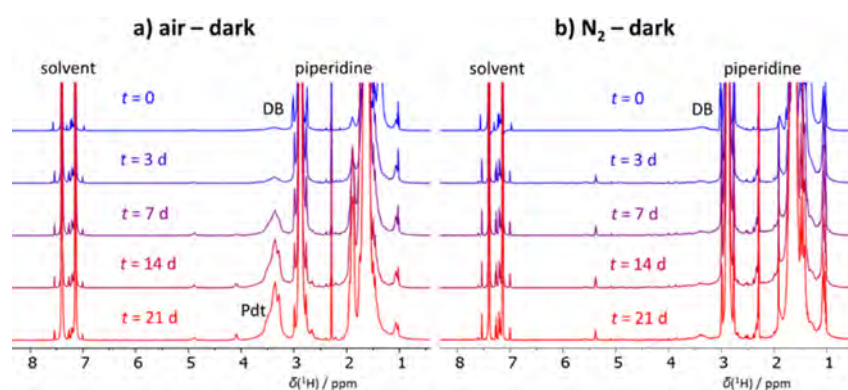 a) air – dark
solvent
piperidine
t = 0
DB
t = 3 d
t = 7 d
t = 14 d
Pdt
t = 21 d
8 7 6 5 4 3 2 1
δ(¹H) / ppm
b) N₂ – dark
solvent
piperidine
t = 0
DB
t = 3 d
t = 7 d
t = 14 d
t = 21 d
8 7 6 5 4 3 2 1
δ(¹H) / ppm